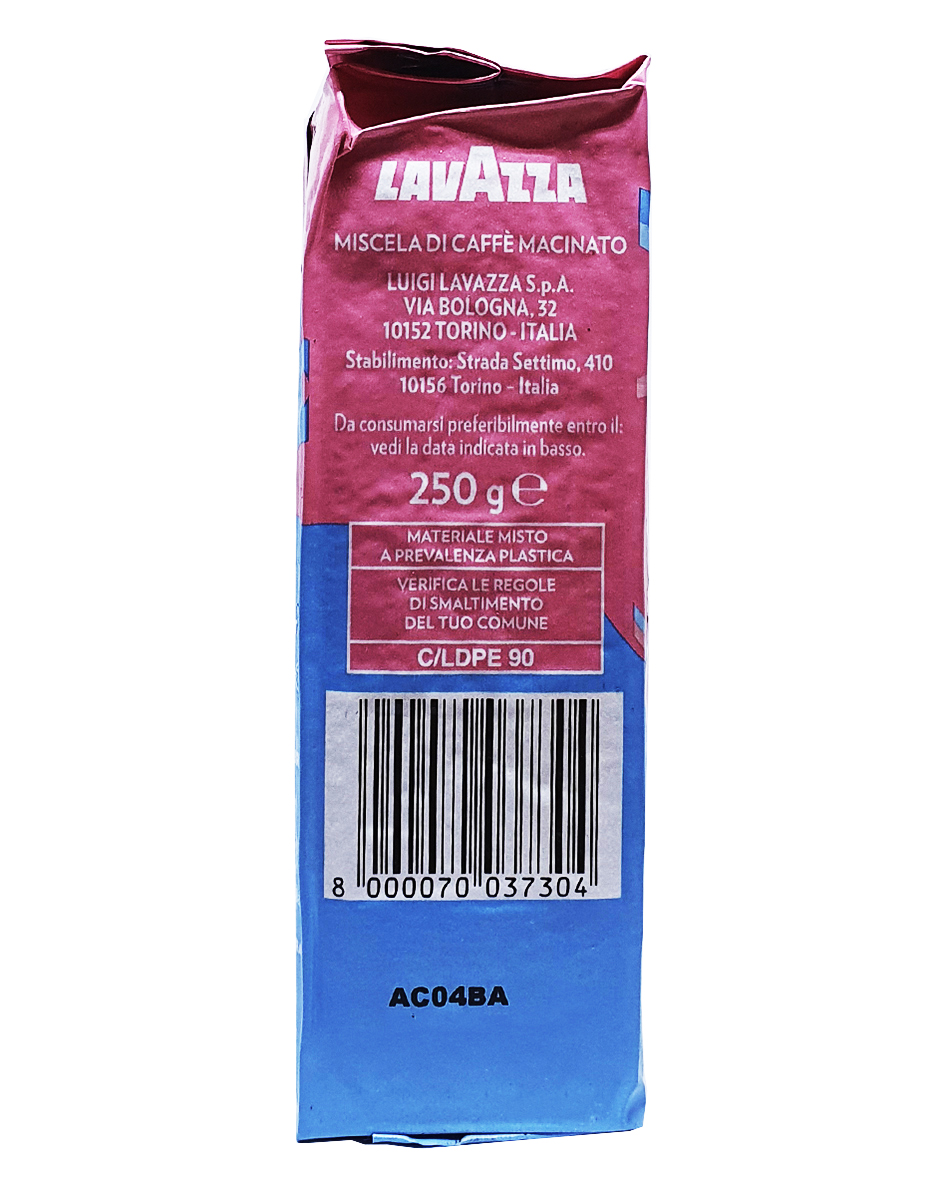 LAVAZZA
MISCELA DI CAFFÈ MACINATO
LUIGI LAVAZZA S.p.A.
VIA BOLOGNA, 32
10152 TORINO - ITALIA
Stabilimento: Strada Settimo, 410
10156 Torino - Italia
Da consumarsi preferibilmente entro il:
vedi la data indicata in basso.
250 g ℮
MATERIALE MISTO
A PREVALENZA PLASTICA
VERIFICA LE REGOLE
DI SMALTIMENTO
DEL TUO COMUNE
C/LDPE 90
8 000070 037304
AC04BA